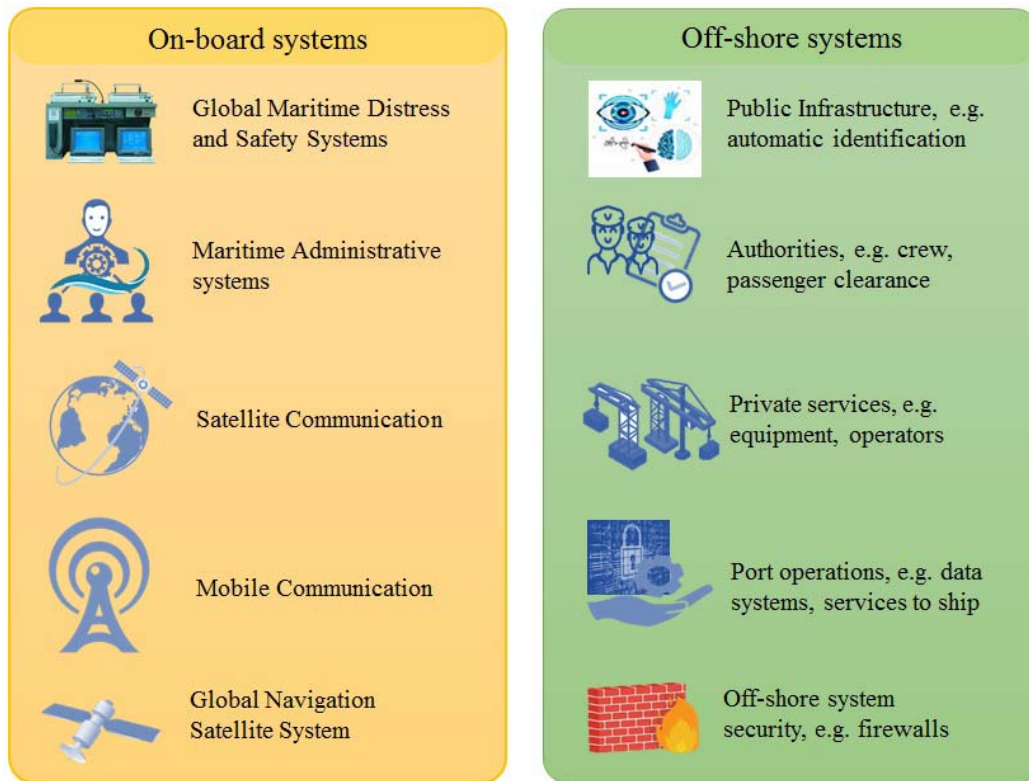 On-board systems
Global Maritime Distress
and Safety Systems
Maritime Administrative
systems
Satellite Communication
Mobile Communication
Global Navigation
Satellite System
Off-shore systems
Public Infrastructure, e.g.
automatic identification
Authorities, e.g. crew,
passenger clearance
Private services, e.g.
equipment, operators
Port operations, e.g. data
systems, services to ship
Off-shore system
security, e.g. firewalls